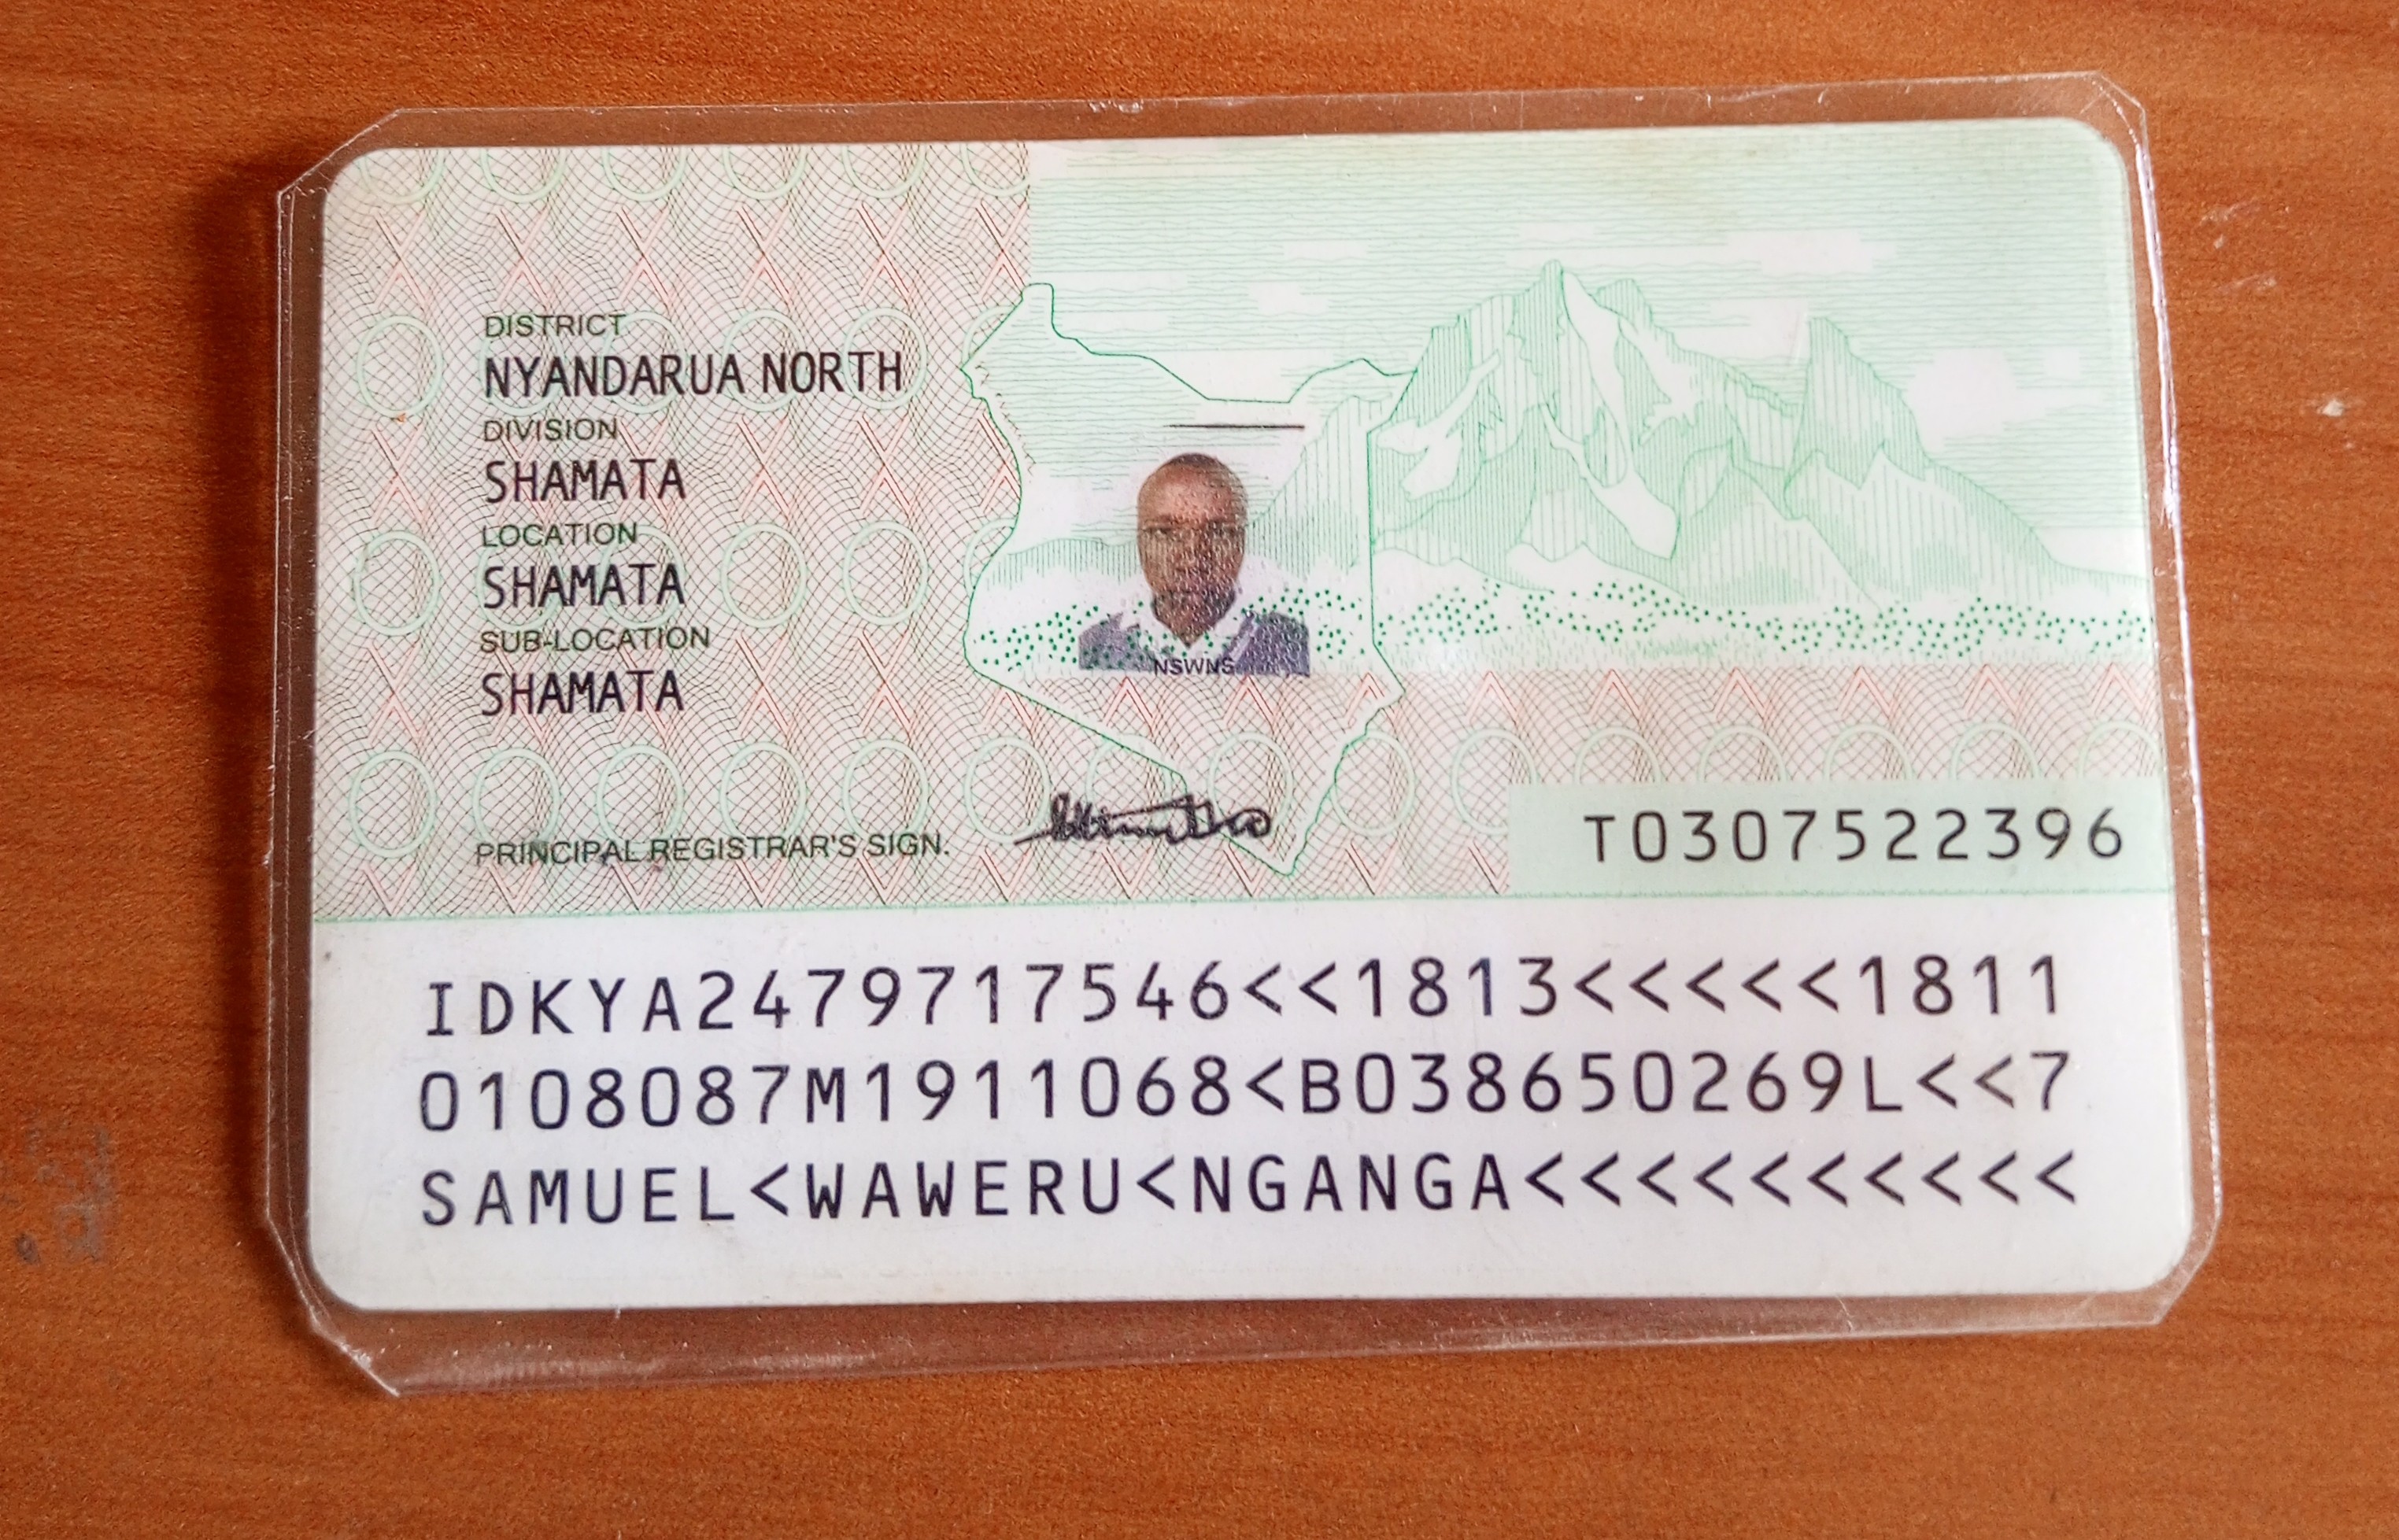 DISTRICT
NYANDARUA NORTH
DIVISION
SHAMATA
LOCATION
SHAMATA
SUB-LOCATION
SHAMATA
NSWNS
PRINCIPAL REGISTRAR'S SIGN.
T0307522396
IDKYA2479717546<<1813<<<<<1811
0108087M1911068<B038650269L<<7
SAMUEL<WAWERU<NGANGA<<<<<<<<<<